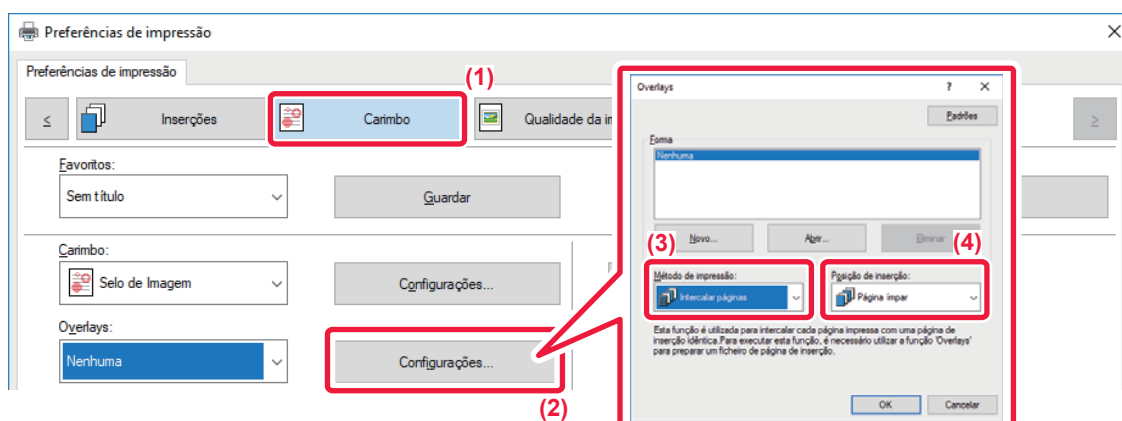 Preferências de impressão
Preferências de impressão
(1)
Inserções
Carimbo
Qualidade da in
Favoritos:
Sem título
Guardar
Carimbo:
Selo de Imagem
Configurações...
Overlays:
Nenhuma
Configurações...
(2)
Overlays
?
Padrões
Forma
Nenhuma
Novo...
Abrir...
Eliminar
(3)
(4)
Método de impressão:
Posição de inserção:
Intercalar páginas
Página ímpar
Esta função é utilizada para intercalar cada página impressa com uma página de
inserção idêntica.Para executar esta função, é necessário utilizar a função 'Overlays'
para preparar um ficheiro de página de inserção.
OK
Cancelar